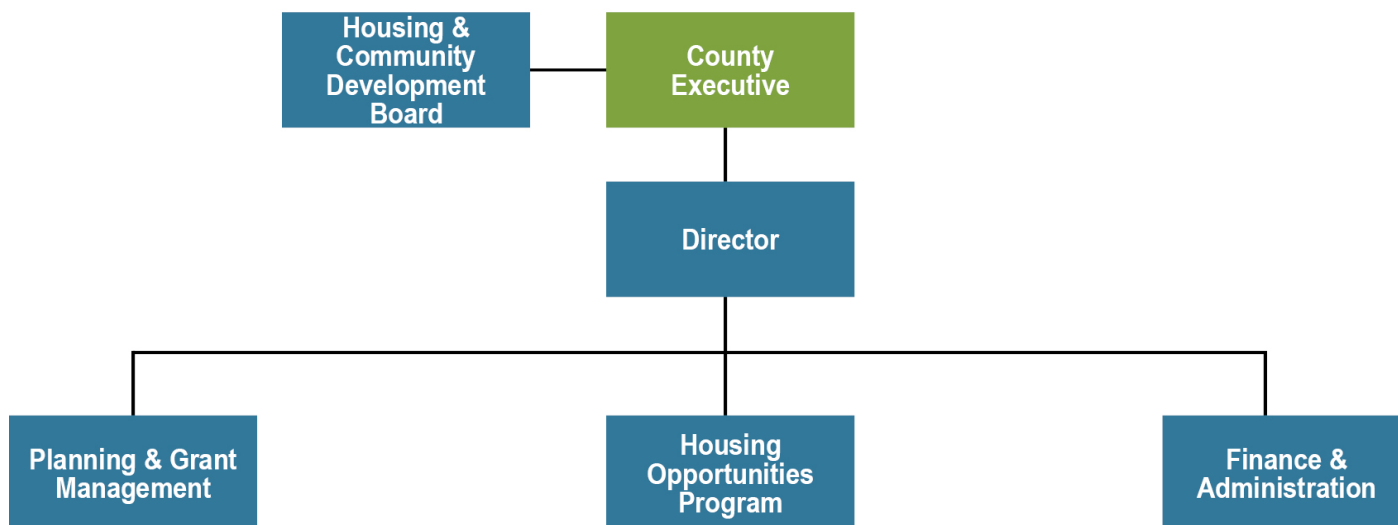 Housing &
Community
Development
Board
County
Executive
Director
Planning & Grant
Management
Housing
Opportunities
Program
Finance &
Administration